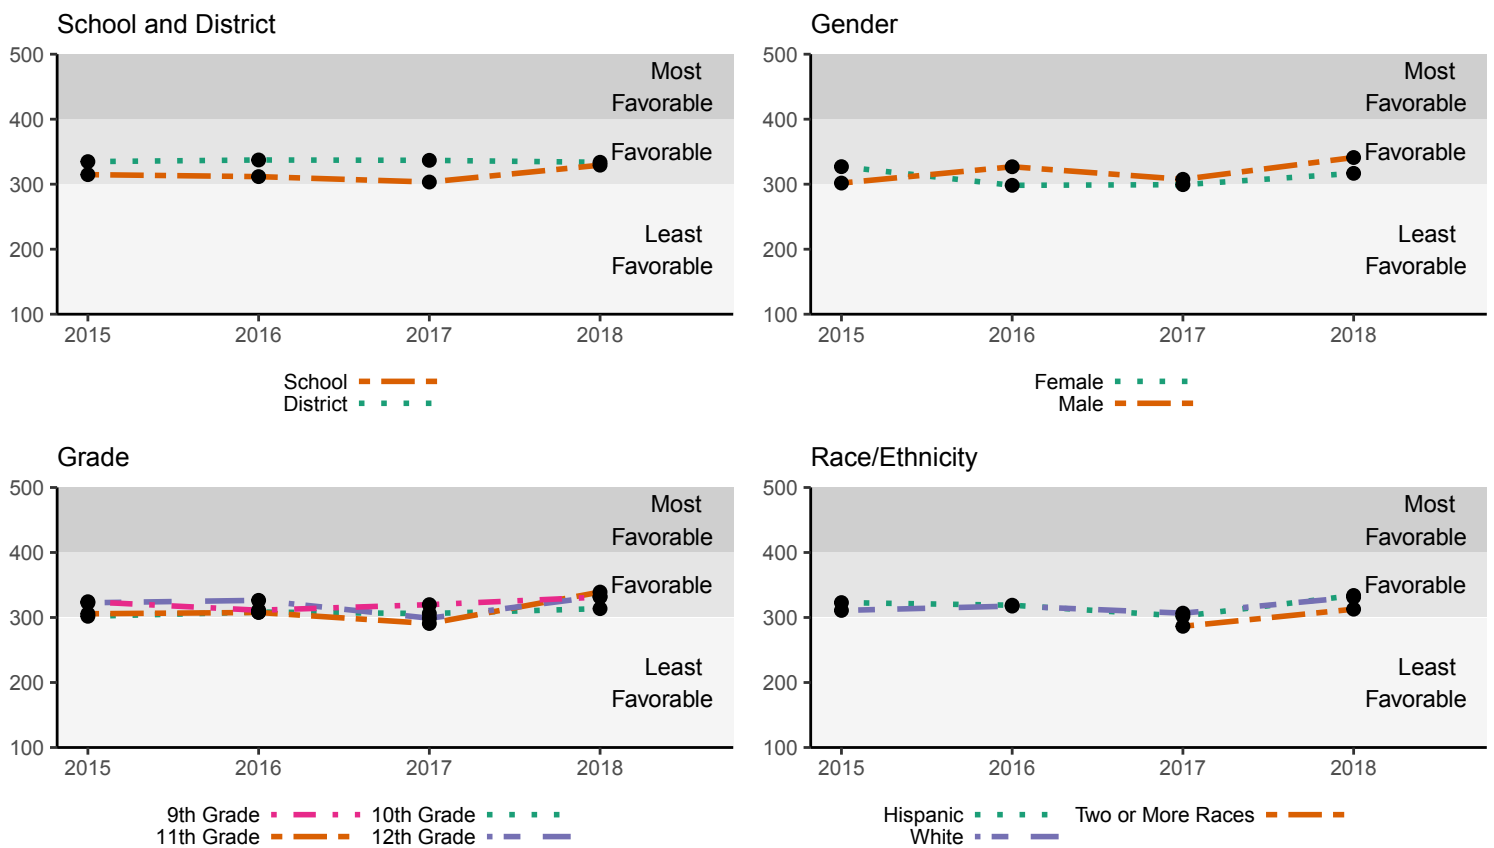 School and District
500
400
300
200
100
Most
Favorable
Favorable
Least
Favorable
2015 2016 2017 2018
School
District
Gender
500
400
300
200
100
Most
Favorable
Favorable
Least
Favorable
2015 2016 2017 2018
Female
Male
Grade
500
400
300
200
100
Most
Favorable
Favorable
Least
Favorable
2015 2016 2017 2018
9th Grade 10th Grade
11th Grade 12th Grade
Race/Ethnicity
500
400
300
200
100
Most
Favorable
Favorable
Least
Favorable
2015 2016 2017 2018
Hispanic Two or More Races
White